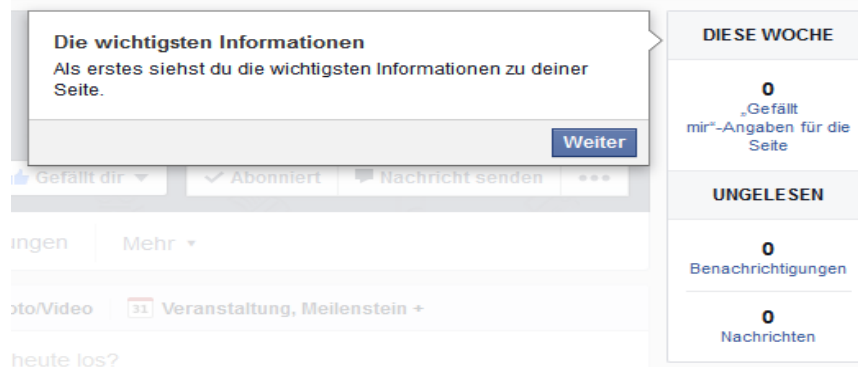 Die wichtigsten Informationen
Als erstes siehst du die wichtigsten Informationen zu deiner
Seite.
Weiter
DIESE WOCHE
0
„Gefällt
mir“-Angaben für die
Seite
UNGELESEN
0
Benachrichtigungen
0
Nachrichten
Gefällt dir
Abonniert
Nachricht senden
ungen
Mehr
oto/Video
31 Veranstaltung, Meilenstein +
heute los?